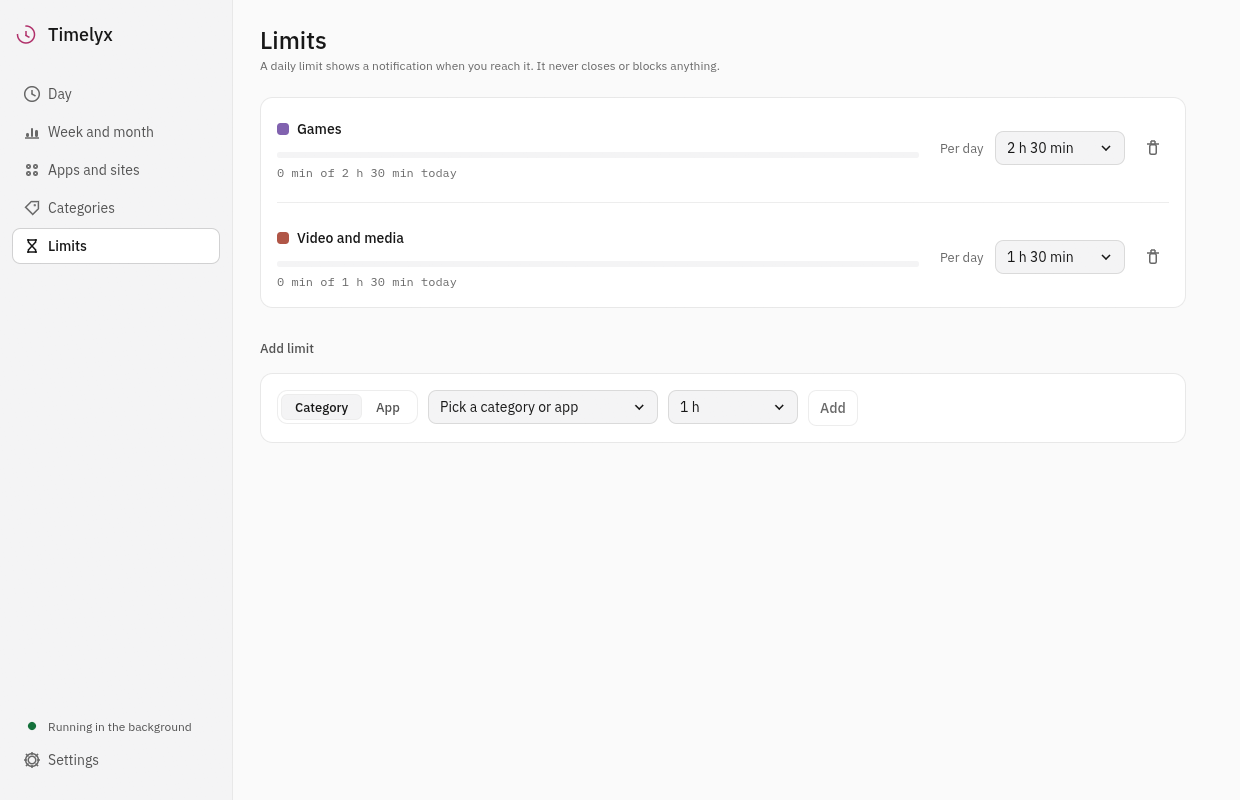 Timelyx
Day
Week and month
Apps and sites
Categories
Limits
Running in the background
Settings
Limits
A daily limit shows a notification when you reach it. It never closes or blocks anything.
Games
0 min of 2 h 30 min today
Per day
2 h 30 min
Video and media
0 min of 1 h 30 min today
Per day
1 h 30 min
Add limit
Category App Pick a category or app 1 h Add